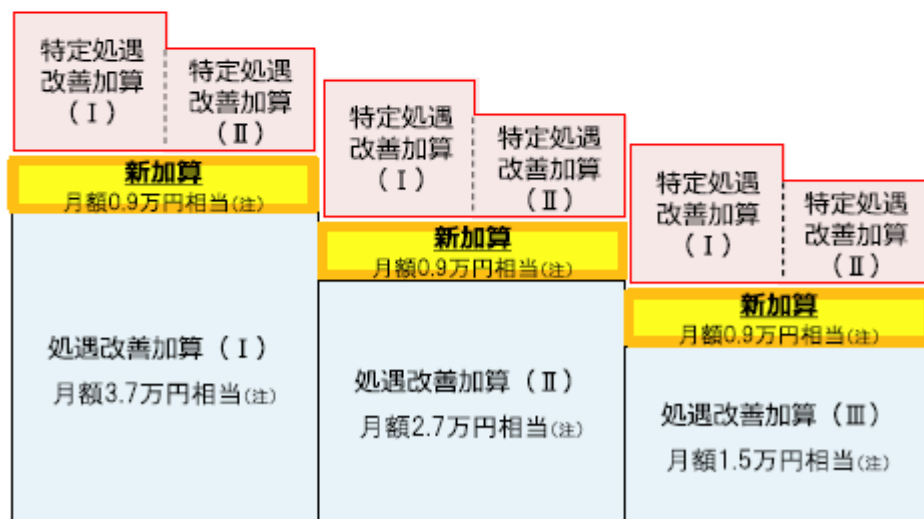 特定処遇
改善加算
(Ⅰ)
特定処遇
改善加算
(Ⅱ)
新加算
月額0.9万円相当(注)
処遇改善加算(Ⅰ)
月額3.7万円相当(注)
特定処遇
改善加算
(Ⅰ)
特定処遇
改善加算
(Ⅱ)
新加算
月額0.9万円相当(注)
処遇改善加算(Ⅱ)
月額2.7万円相当(注)
特定処遇
改善加算
(Ⅰ)
特定処遇
改善加算
(Ⅱ)
新加算
月額0.9万円相当(注)
処遇改善加算(Ⅲ)
月額1.5万円相当(注)